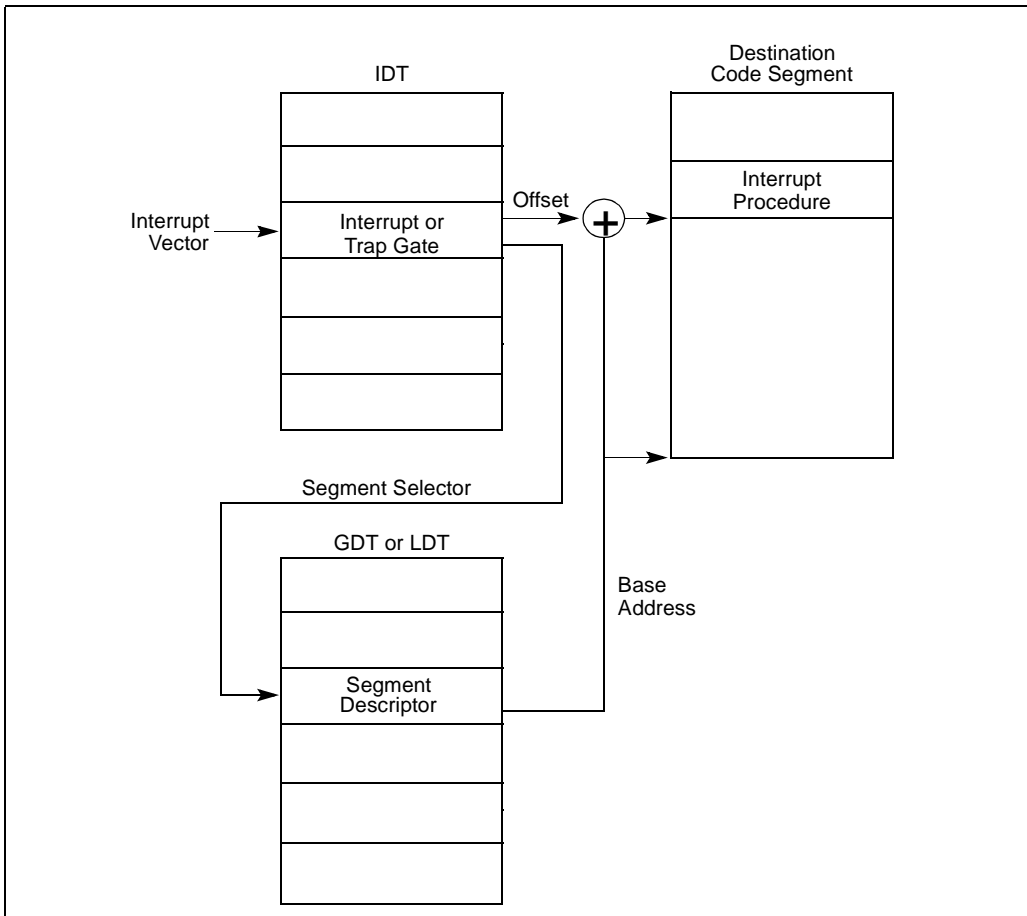 Destination
Code Segment
IDT
Interrupt
Procedure
Offset
+
Interrupt
Vector
Interrupt or
Trap Gate
Segment Selector
GDT or LDT
Base
Address
Segment
Descriptor